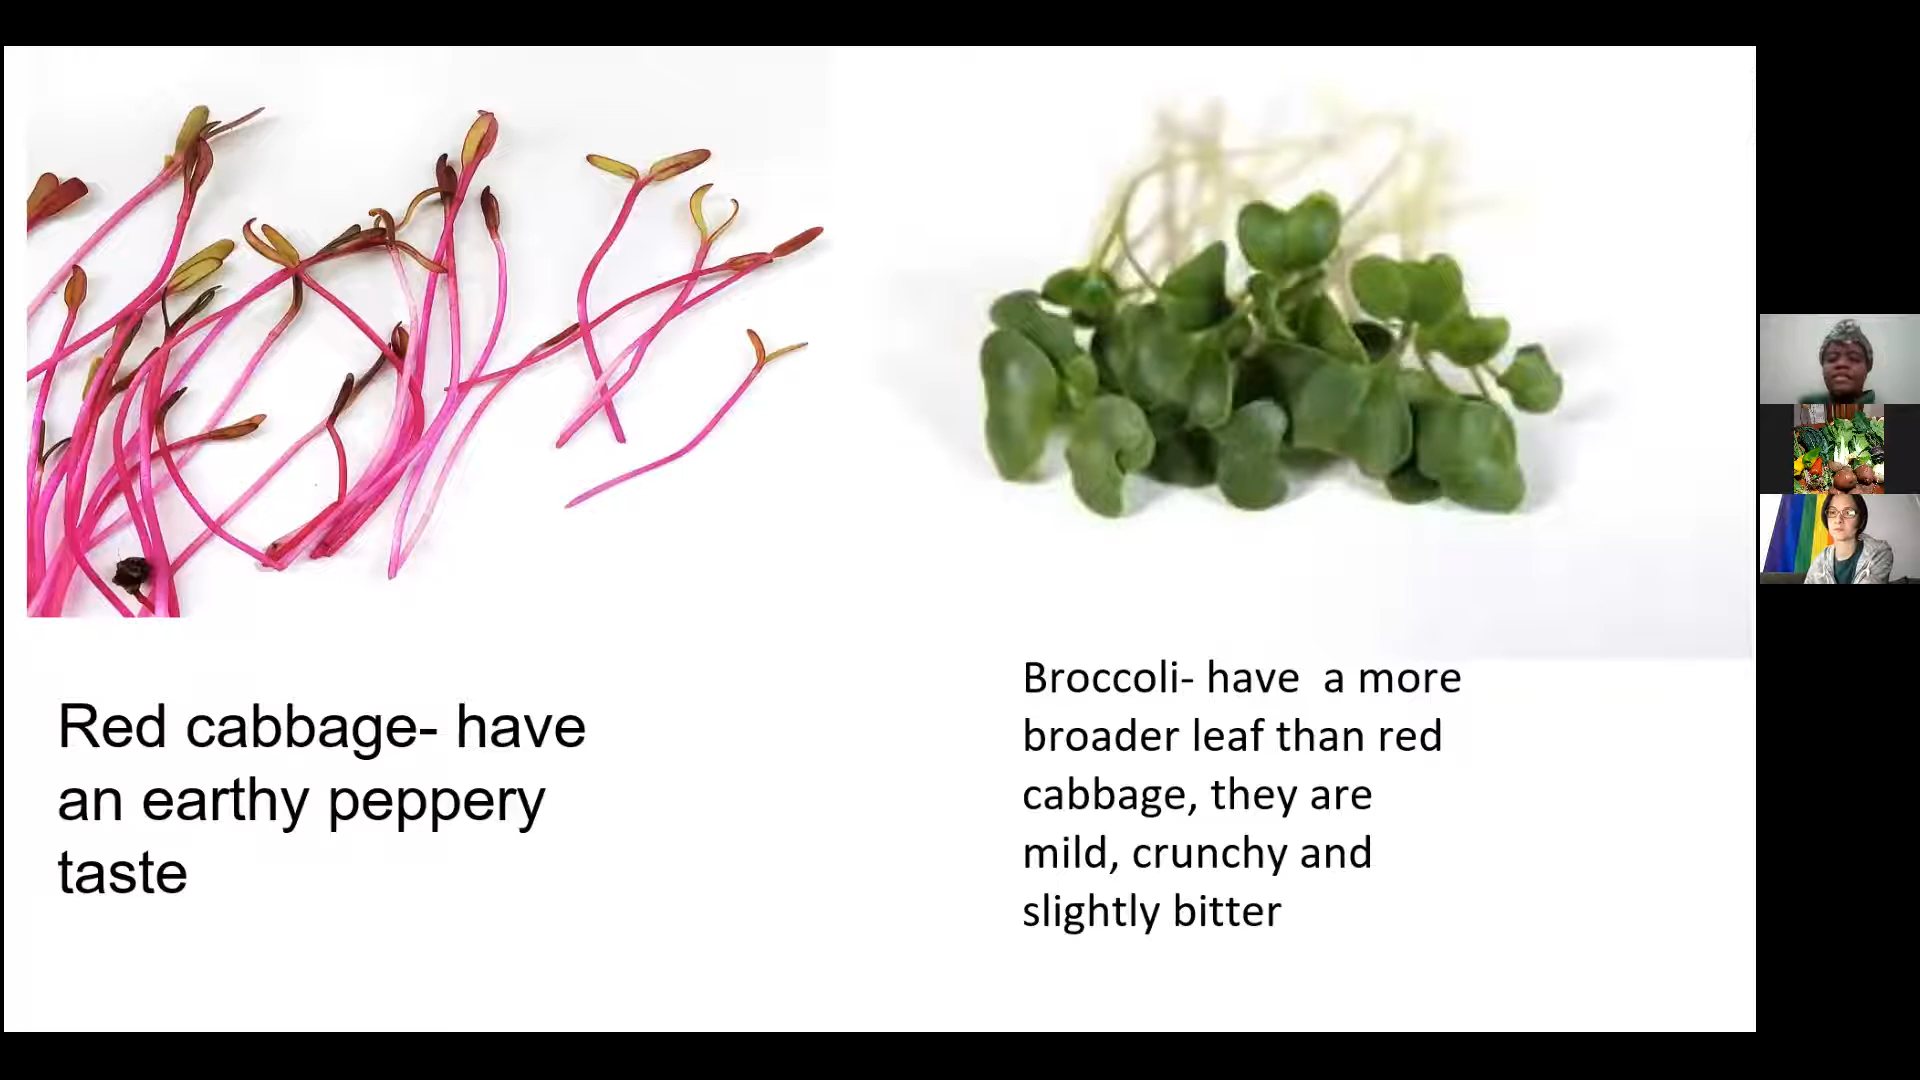 Red cabbage- have
an earthy peppery
taste
Broccoli- have  a more
broader leaf than red
cabbage, they are
mild, crunchy and
slightly bitter